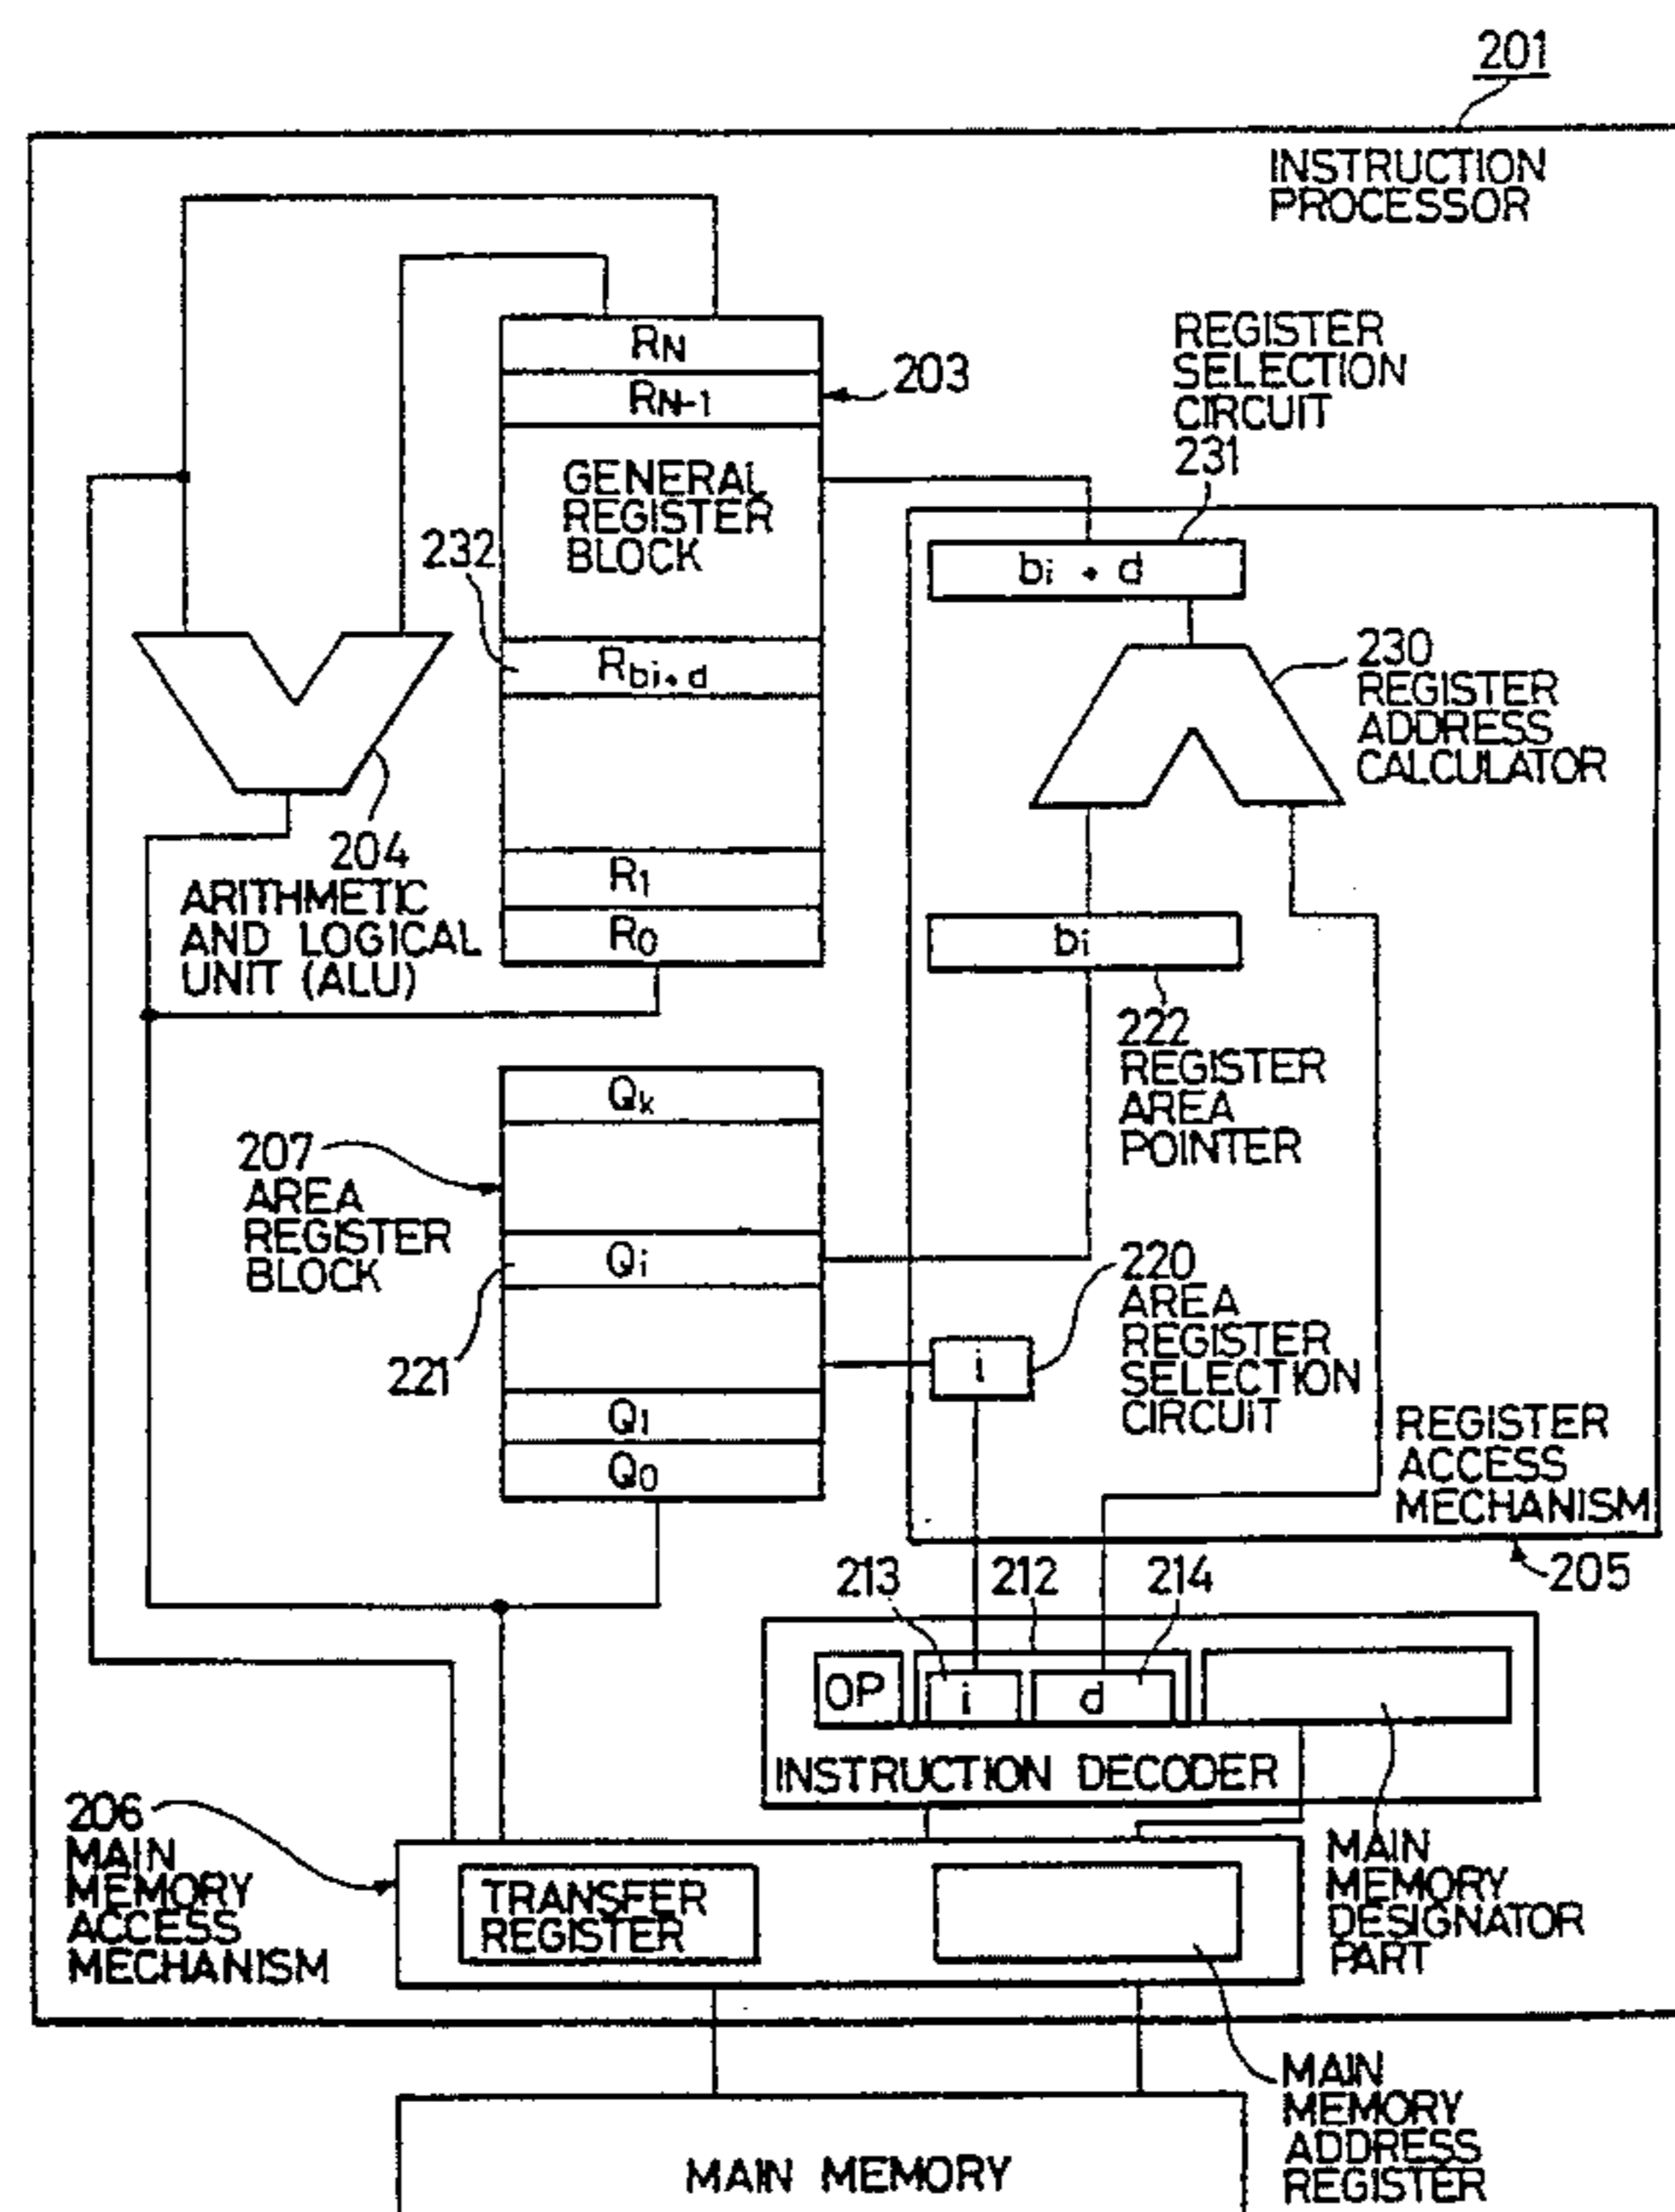 201
INSTRUCTION
PROCESSOR
RN
RN-1
203
GENERAL
REGISTER
BLOCK
232
Rbi+d
R1
R0
REGISTER
SELECTION
CIRCUIT
231
bi + d
230
REGISTER
ADDRESS
CALCULATOR
204
ARITHMETIC
AND LOGICAL
UNIT (ALU)
bi
222
REGISTER
AREA
POINTER
Qk
207
AREA
REGISTER
BLOCK
Qi
221
Q1
Q0
220
AREA
REGISTER
SELECTION
CIRCUIT
i
REGISTER
ACCESS
MECHANISM
205
213
212
214
OP
i
d
INSTRUCTION DECODER
206
MAIN
MEMORY
ACCESS
MECHANISM
TRANSFER
REGISTER
MAIN
MEMORY
DESIGNATOR
PART
MAIN
MEMORY
ADDRESS
REGISTER
MAIN MEMORY